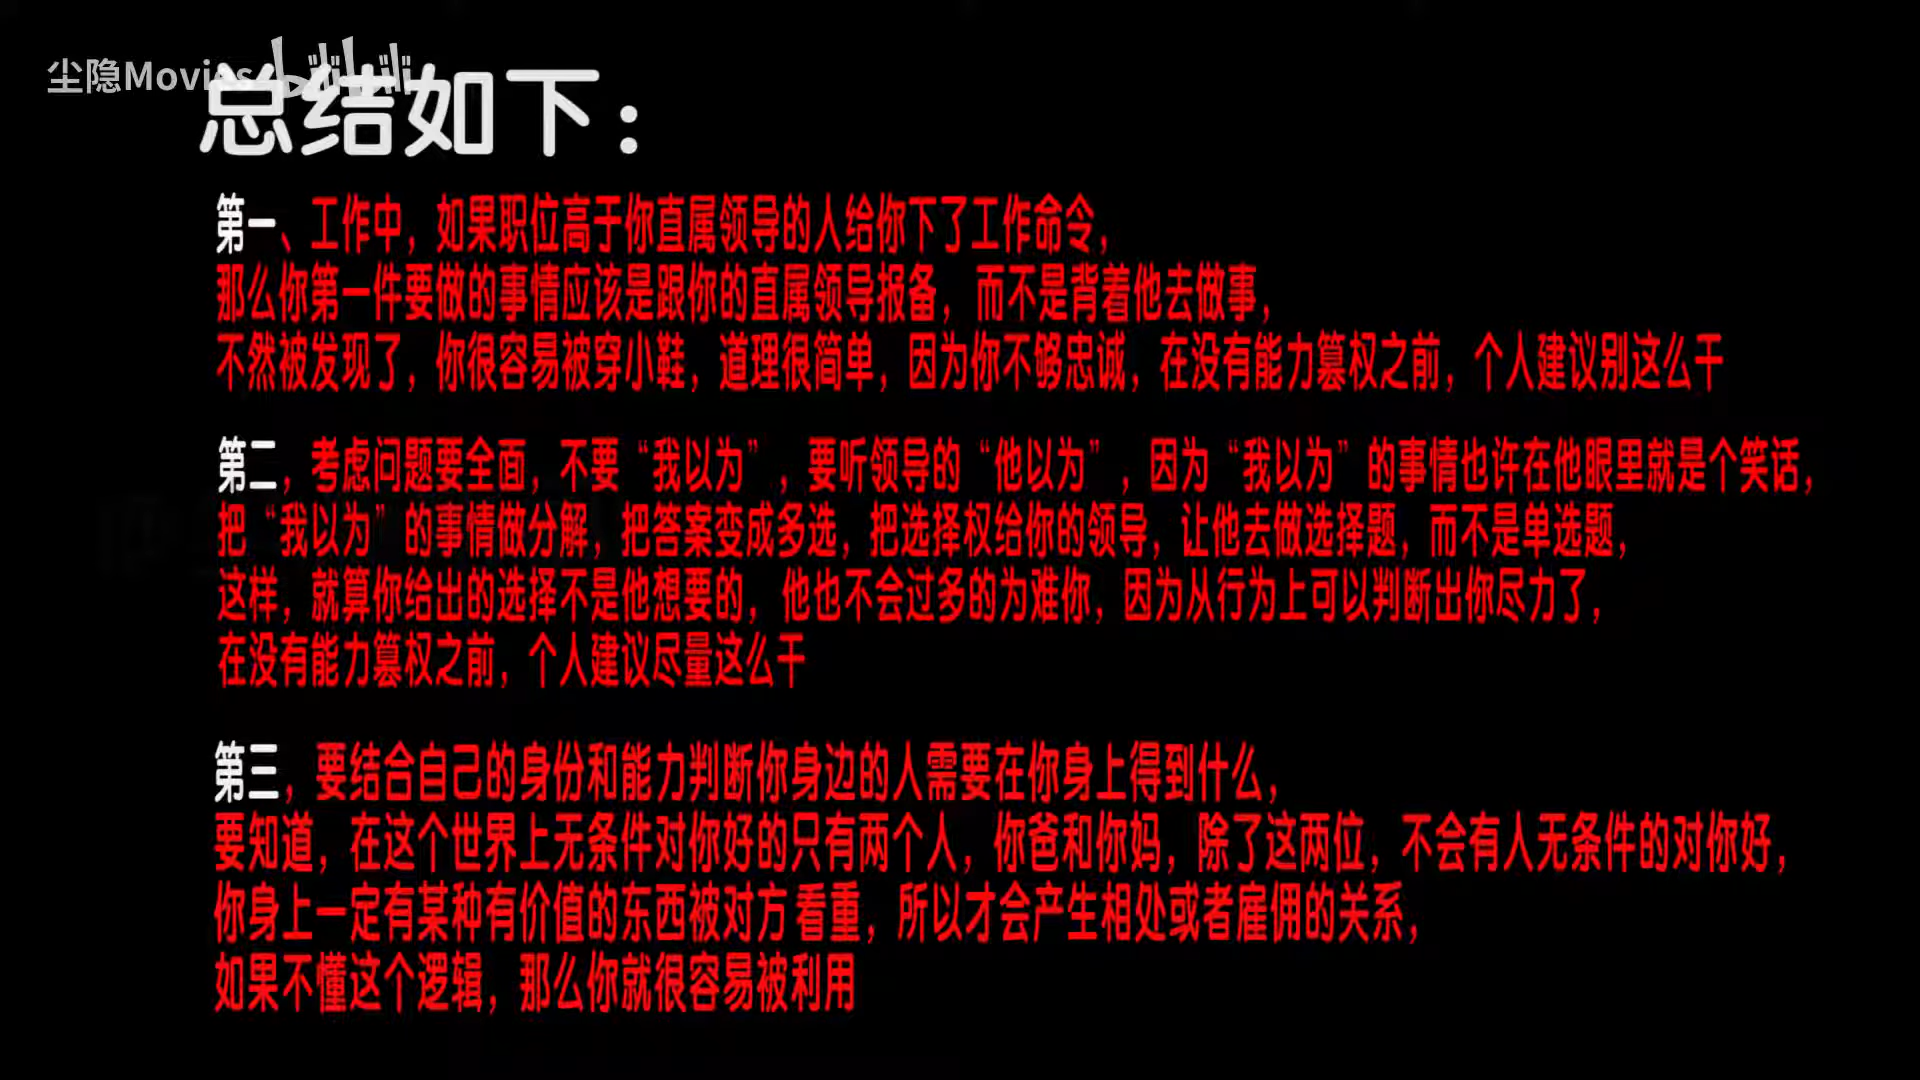 尘隐Movies bilibili
总结如下：
第一、工作中，如果职位高于你直属领导的人给你下了工作命令，
那么你第一件要做的事情应该是跟你的直属领导报备，而不是背着他去做事，
不然被发现了，你很容易被穿小鞋，道理很简单，因为你不够忠诚，在没有能力篡权之前，个人建议别这么干
第二，考虑问题要全面，不要“我以为”，要听领导的“他以为”，因为“我以为”的事情也许在他眼里就是个笑话，
把“我以为”的事情做分解，把答案变成多选，把选择权给你的领导，让他去做选择题，而不是单选题，
这样，就算你给出的选择不是他想要的，他也不会过多的为难你，因为从行为上可以判断出你尽力了，
在没有能力篡权之前，个人建议尽量这么干
第三，要结合自己的身份和能力判断你身边的人需要在你身上得到什么，
要知道，在这个世界上无条件对你好的只有两个人，你爸和你妈，除了这两位，不会有人无条件的对你好，
你身上一定有某种有价值的东西被对方看重，所以才会产生相处或者雇佣的关系，
如果不懂这个逻辑，那么你就很容易被利用